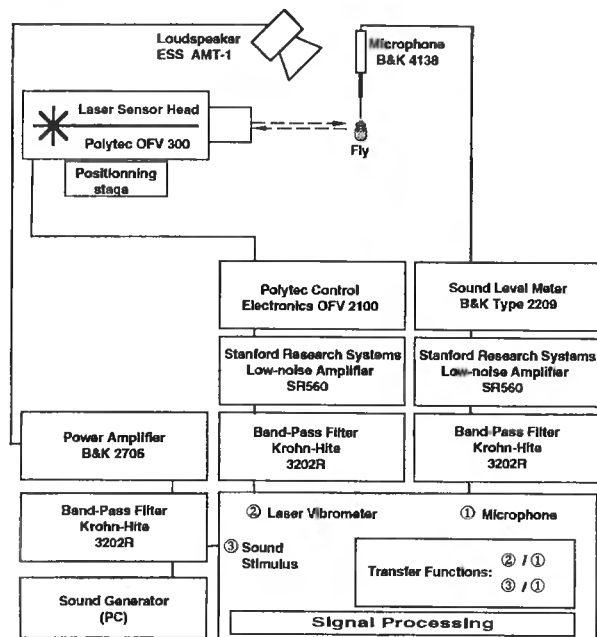 Loudspeaker
ESS AMT-1
Microphone
B&K 4138
Laser Sensor Head
Polytec OFV 300
Fly
Positionning
stage
Polytec Control
Electronics OFV 2100
Sound Level Meter
B&K Type 2209
Stanford Research Systems
Low-noise Amplifier
SR560
Stanford Research Systems
Low-noise Amplifier
SR560
Power Amplifier
B&K 2706
Band-Pass Filter
Krohn-Hite
3202R
Band-Pass Filter
Krohn-Hite
3202R
Band-Pass Filter
Krohn-Hite
3202R
② Laser Vibrometer
① Microphone
③ Sound
Stimulus
Transfer Functions:
② / ①
③ / ①
Sound Generator
(PC)
Signal Processing